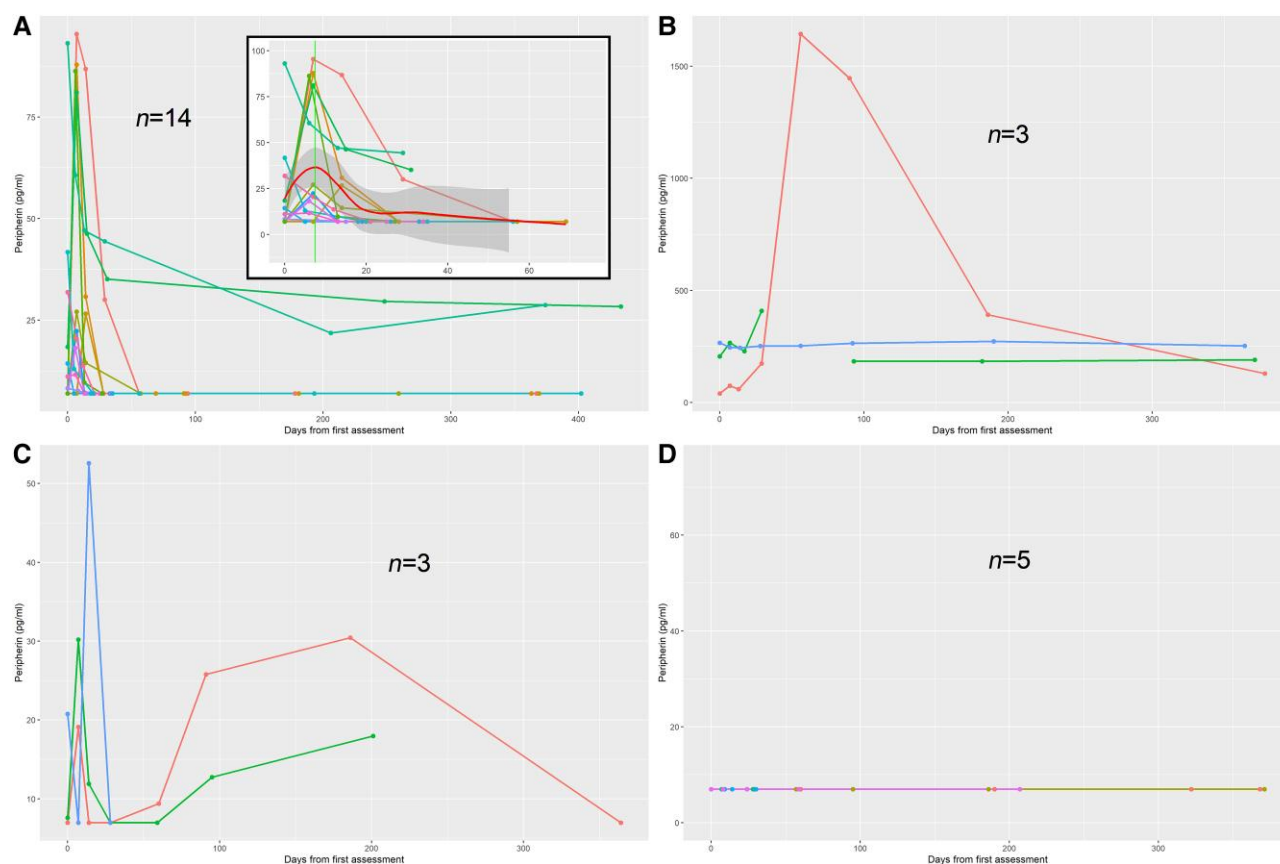 A
Peripherin (pg/ml)
75
50
25
n=14
100
75
50
25
0
0
20
40
60
0
100
200
300
400
Days from first assessment
B
Peripherin (pg/ml)
1500
1000
500
0
n=3
0
100
200
300
Days from first assessment
C
Peripherin (pg/ml)
50
40
30
20
10
n=3
0
100
200
300
Days from first assessment
D
Peripherin (pg/ml)
60
40
20
0
n=5
0
100
200
300
Days from first assessment